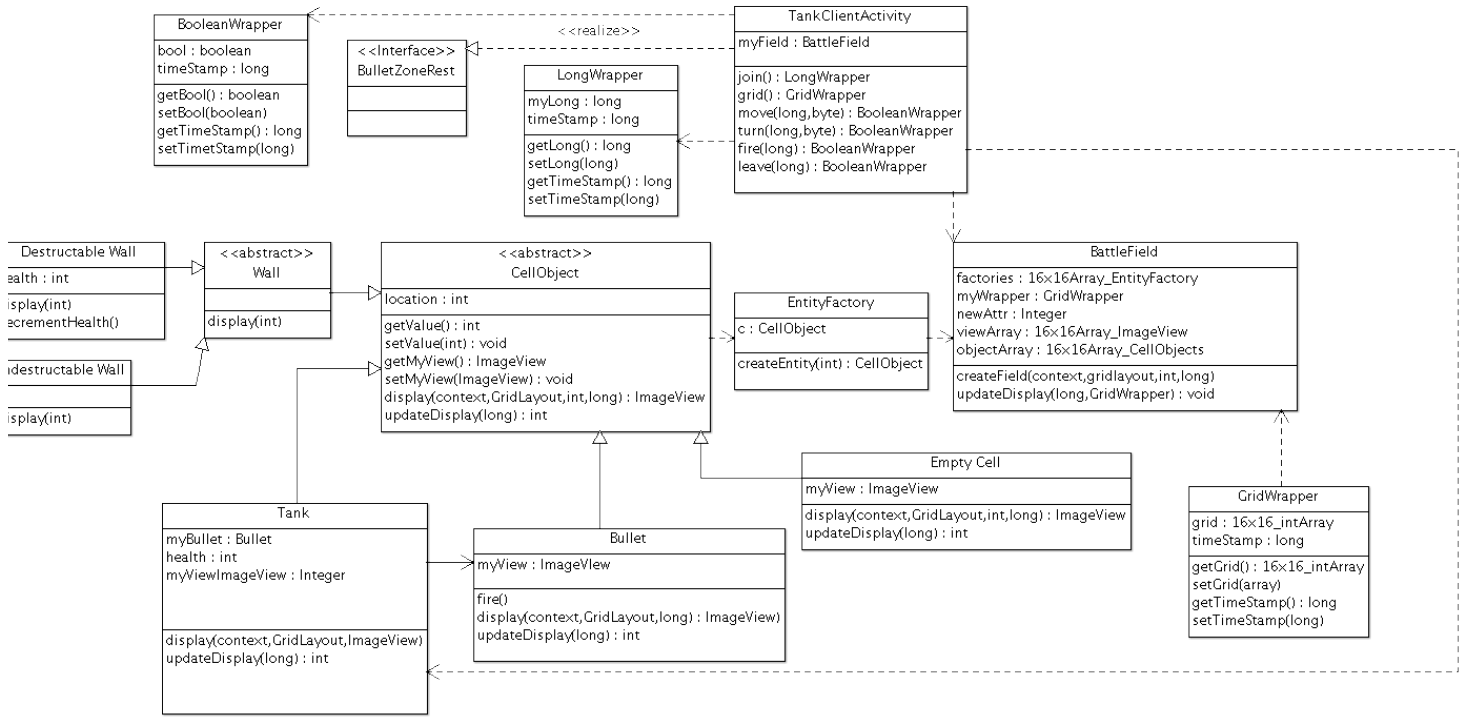 BooleanWrapper
bool : boolean
timeStamp : long
getBool() : boolean
setBool(boolean)
getTimeStamp() : long
setTimetStamp(long)
<<Interface>>
BulletZoneRest
<<realize>>
LongWrapper
myLong : long
timeStamp : long
getLong() : long
setLong(long)
getTimeStamp() : long
setTimeStamp(long)
TankClientActivity
myField : BattleField
join() : LongWrapper
grid() : GridWrapper
move(long,byte) : BooleanWrapper
turn(long,byte) : BooleanWrapper
fire(long) : BooleanWrapper
leave(long) : BooleanWrapper
Destructable Wall
ealth : int
isplay(int)
ecrementHealth()
<<abstract>>
Wall
display(int)
ndestructable Wall
isplay(int)
<<abstract>>
CellObject
location : int
getValue() : int
setValue(int) : void
getMyView() : ImageView
setMyView(ImageView) : void
display(context,GridLayout,int,long) : ImageView
updateDisplay(long) : int
EntityFactory
c : CellObject
createEntity(int) : CellObject
BattleField
factories : 16x16Array_EntityFactory
myWrapper : GridWrapper
newAttr : Integer
viewArray : 16x16Array_ImageView
objectArray : 16x16Array_CellObjects
createField(context,gridlayout,int,long)
updateDisplay(long,GridWrapper) : void
Empty Cell
myView : ImageView
display(context,GridLayout,int,long) : ImageView
updateDisplay(long) : int
GridWrapper
grid : 16x16_intArray
timeStamp : long
getGrid() : 16x16_intArray
setGrid(array)
getTimeStamp() : long
setTimeStamp(long)
Tank
myBullet : Bullet
health : int
myViewImageView : Integer
display(context,GridLayout,ImageView)
updateDisplay(long) : int
Bullet
myView : ImageVIew
fire()
display(context,GridLayout,long) : ImageView)
updateDisplay(long) : int